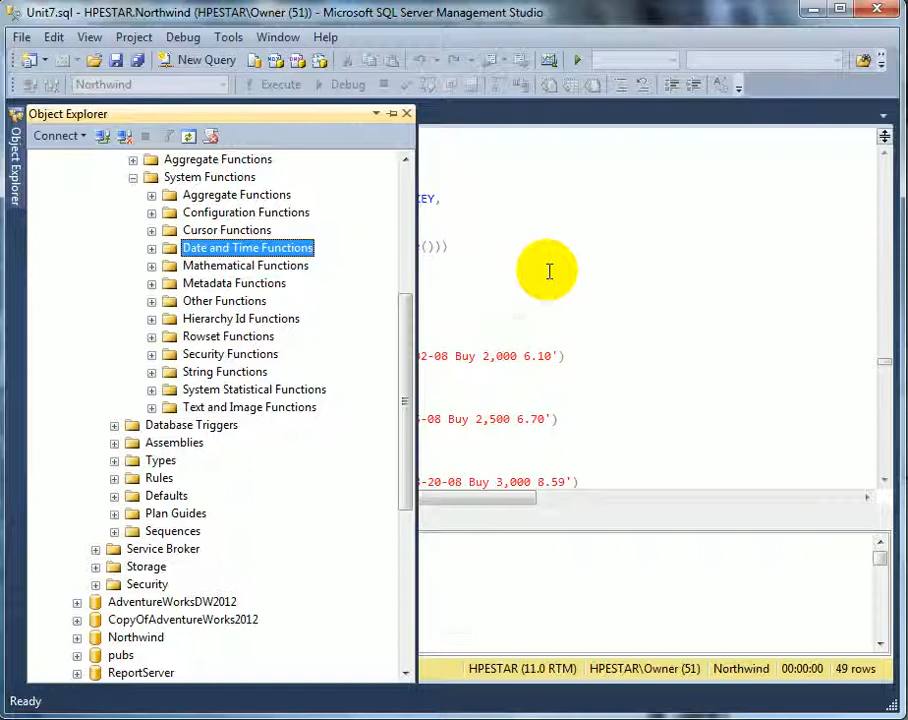 Unit7.sql - HPESTAR.Northwind (HPESTAR\Owner (51)) - Microsoft SQL Server Management Studio
File Edit View Project Debug Tools Window Help
New Query
Northwind Execute Debug
Object Explorer
Object Explorer
Connect
Aggregate Functions
System Functions
Aggregate Functions
KEY,
Configuration Functions
Cursor Functions
Date and Time Functions
()))
Mathematical Functions
Metadata Functions
Other Functions
Hierarchy Id Functions
Rowset Functions
Security Functions
02-08 Buy 2,000 6.10')
String Functions
System Statistical Functions
Text and Image Functions
Database Triggers
-08 Buy 2,500 6.70')
Assemblies
Types
Rules
-20-08 Buy 3,000 8.59')
Defaults
Plan Guides
Sequences
Service Broker
Storage
Security
AdventureWorksDW2012
CopyOfAdventureWorks2012
Northwind
pubs
ReportServer
HPESTAR (11.0 RTM) HPESTAR\Owner (51) Northwind 00:00:00 49 rows
Ready